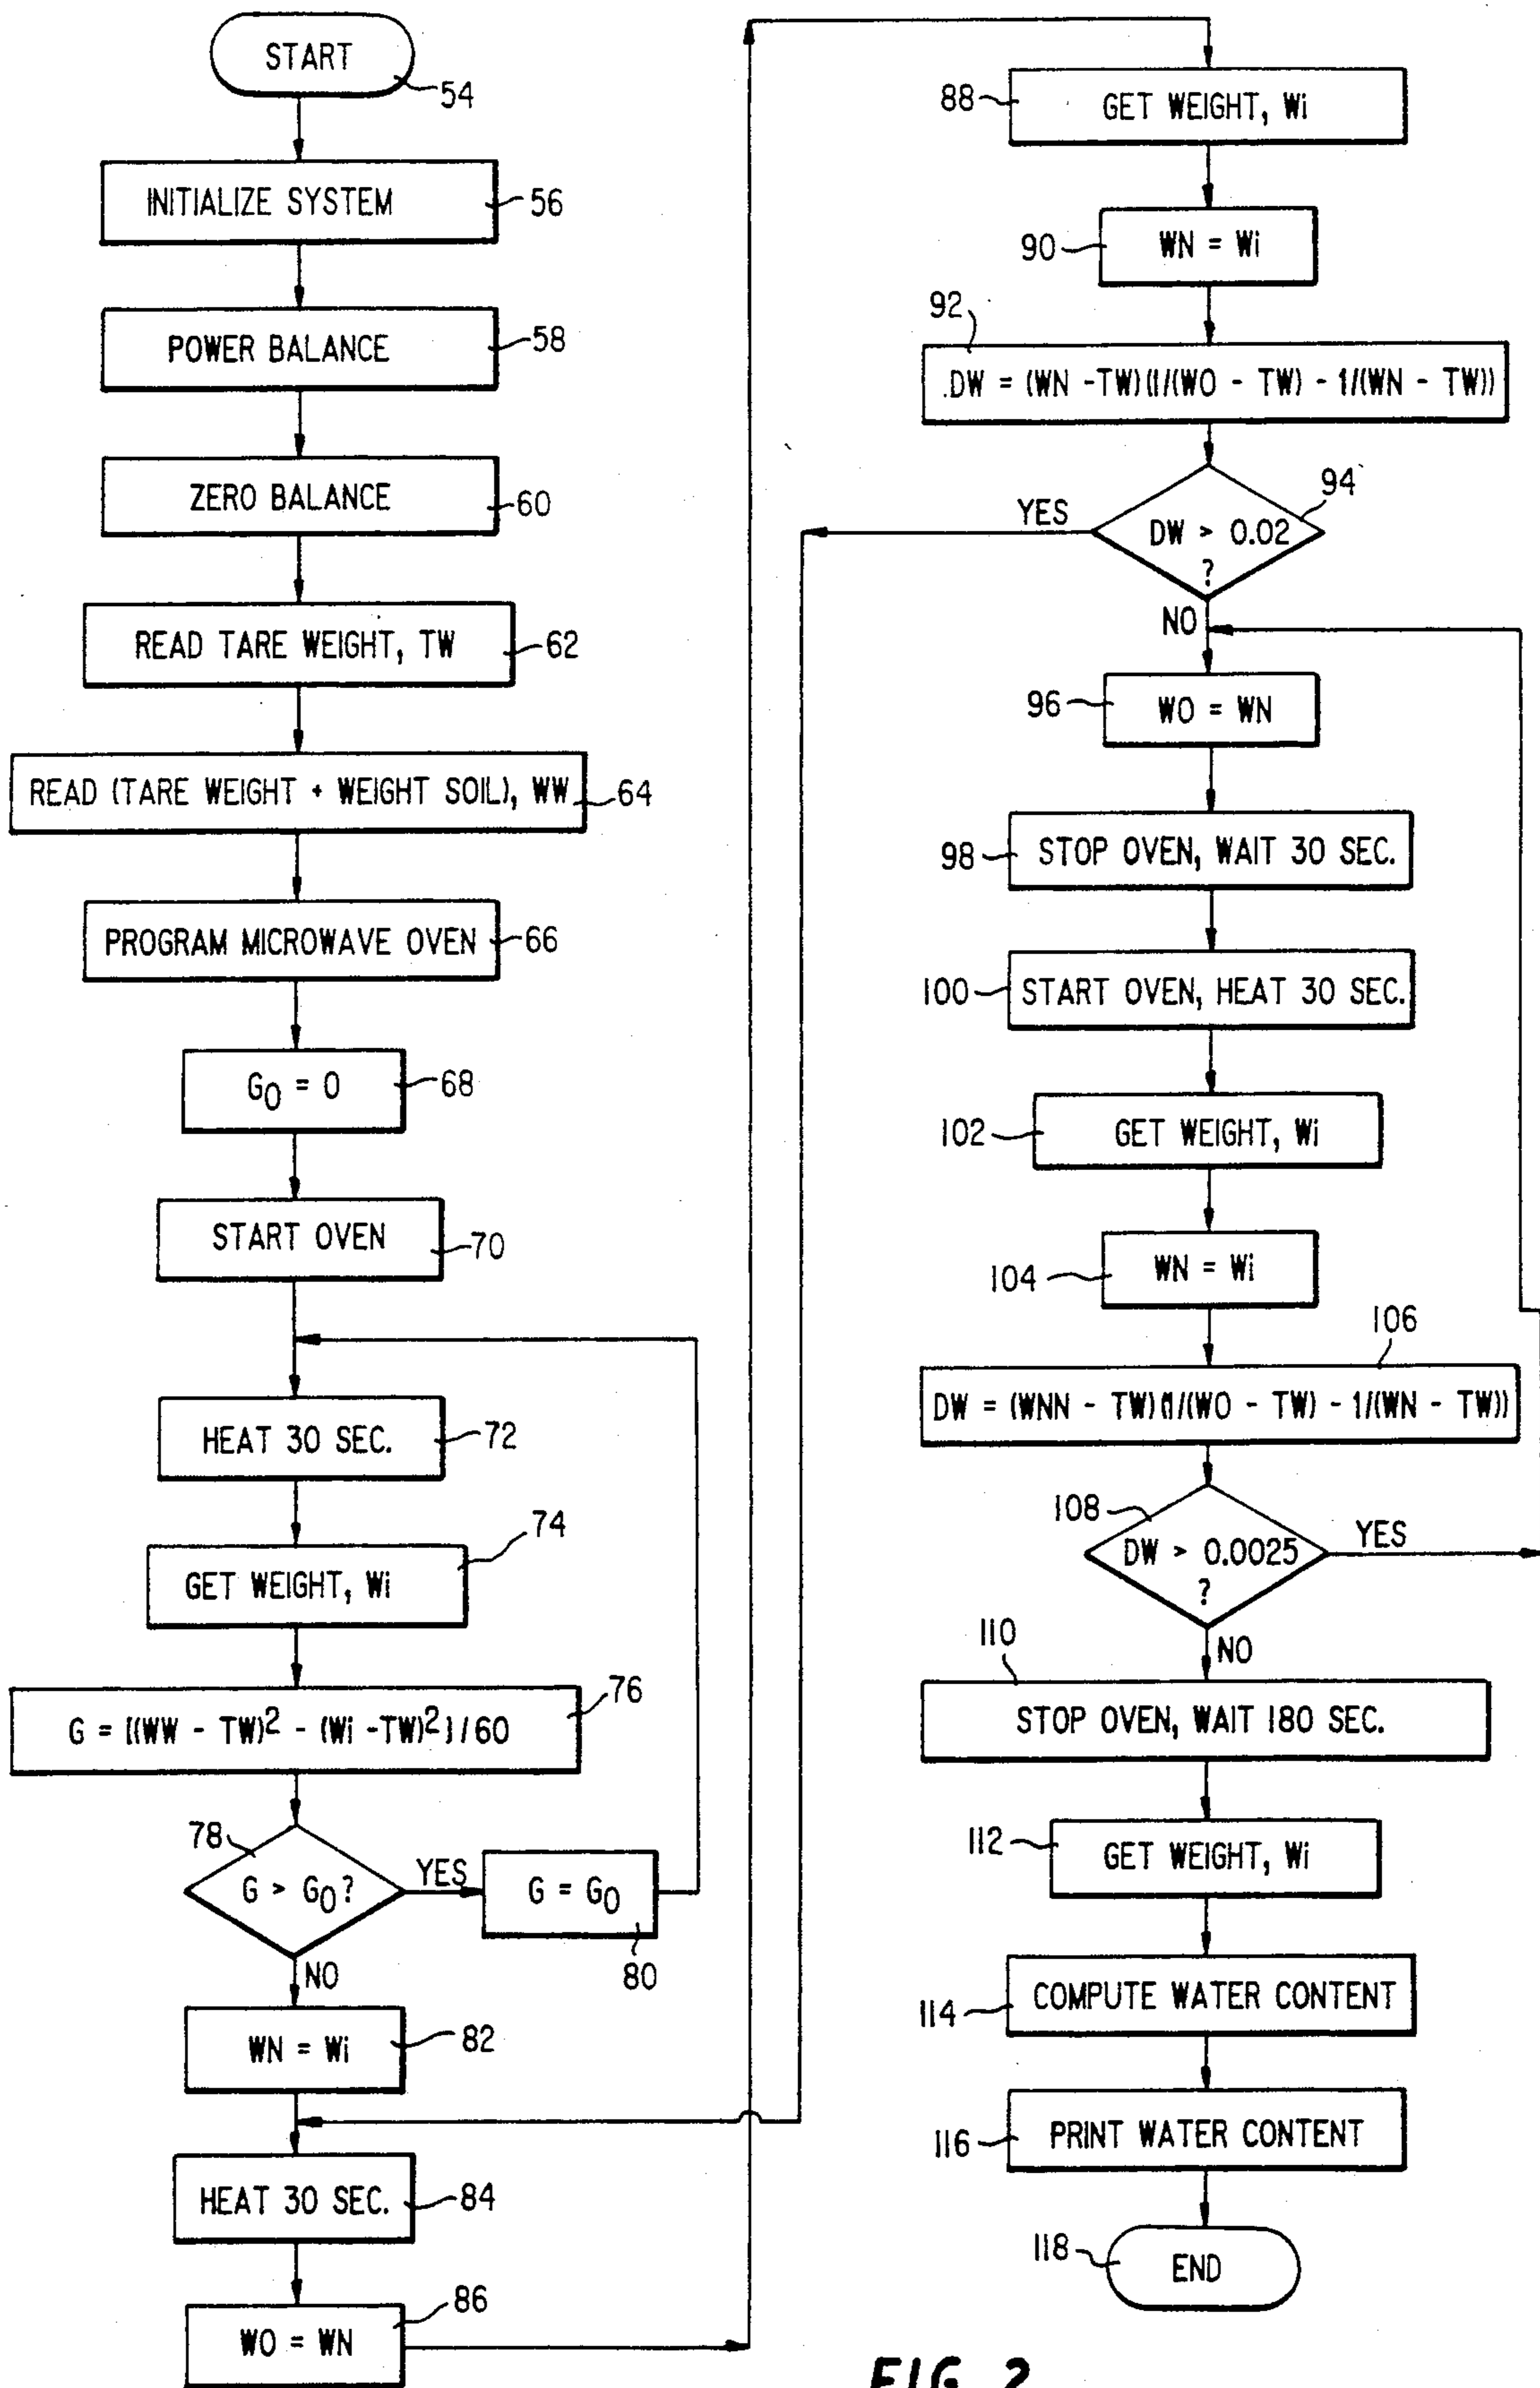 START
54
INITIALIZE SYSTEM
56
POWER BALANCE
58
ZERO BALANCE
60
READ TARE WEIGHT, TW
62
READ (TARE WEIGHT + WEIGHT SOIL), WW
64
PROGRAM MICROWAVE OVEN
66
G0 = 0
68
START OVEN
70
HEAT 30 SEC.
72
GET WEIGHT, Wi
74
G = [(WW - TW)2 - (Wi -TW)2]/60
76
G > G0?
78
YES
G = G0
80
NO
WN = Wi
82
HEAT 30 SEC.
84
WO = WN
86
GET WEIGHT, Wi
88
WN = Wi
90
92
.DW = (WN -TW)(1/(WO - TW) - 1/(WN - TW))
94
DW > 0.02
?
YES
NO
WO = WN
96
STOP OVEN, WAIT 30 SEC.
98
START OVEN, HEAT 30 SEC.
100
GET WEIGHT, Wi
102
WN = Wi
104
106
DW = (WNN - TW)(1/(WO - TW) - 1/(WN - TW))
108
DW > 0.0025
?
YES
NO
110
STOP OVEN, WAIT 180 SEC.
GET WEIGHT, Wi
112
COMPUTE WATER CONTENT
114
PRINT WATER CONTENT
116
END
118
FIG. 2